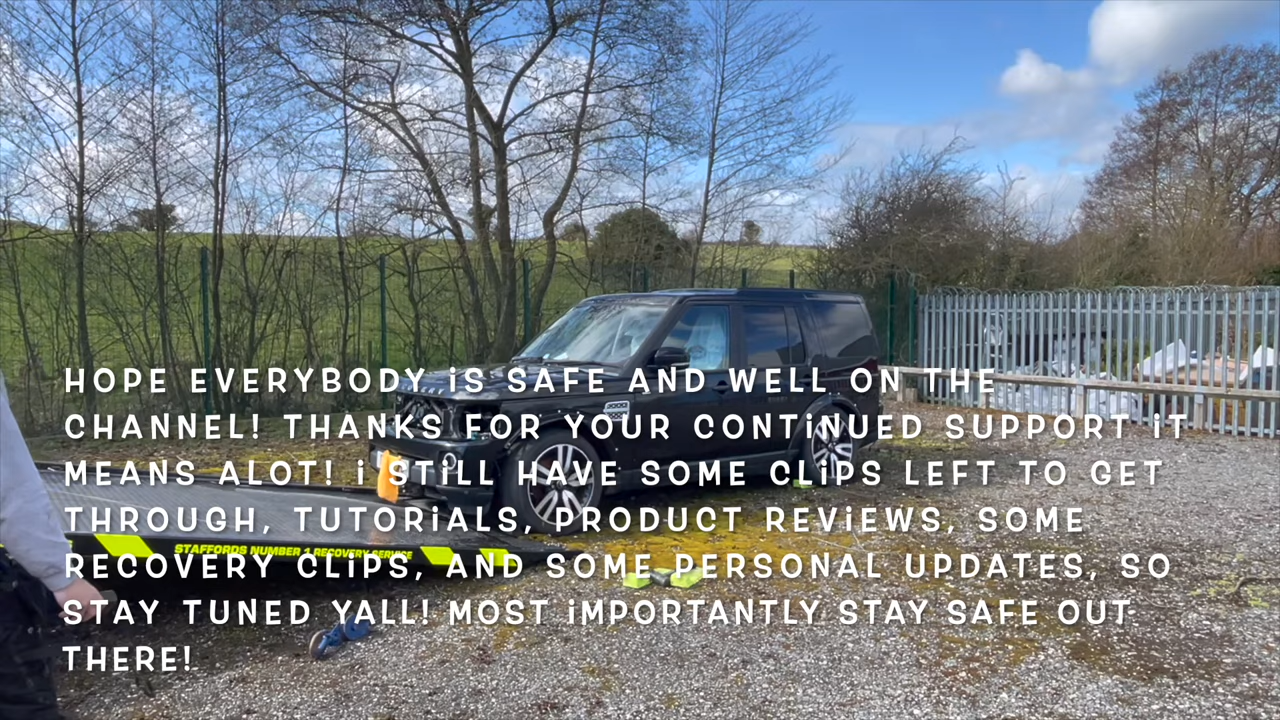 HOPE EVERYBODY iS SAFE AND WELL ON THE
CHANNEL! THANKS FOR YOUR CONTiNUED SUPPORT iT
MEANS ALOT! i STiLL HAVE SOME CLiPS LEFT TO GET
THROUGH, TUTORiALS, PRODUCT REViEWS, SOME
RECOVERY CLiPS, AND SOME PERSONAL UPDATES, SO
STAY TUNED YALL! MOST iMPORTANTLY STAY SAFE OUT
THERE!
STAFFORDS NUMBER 1 RECOVERY SERVICE